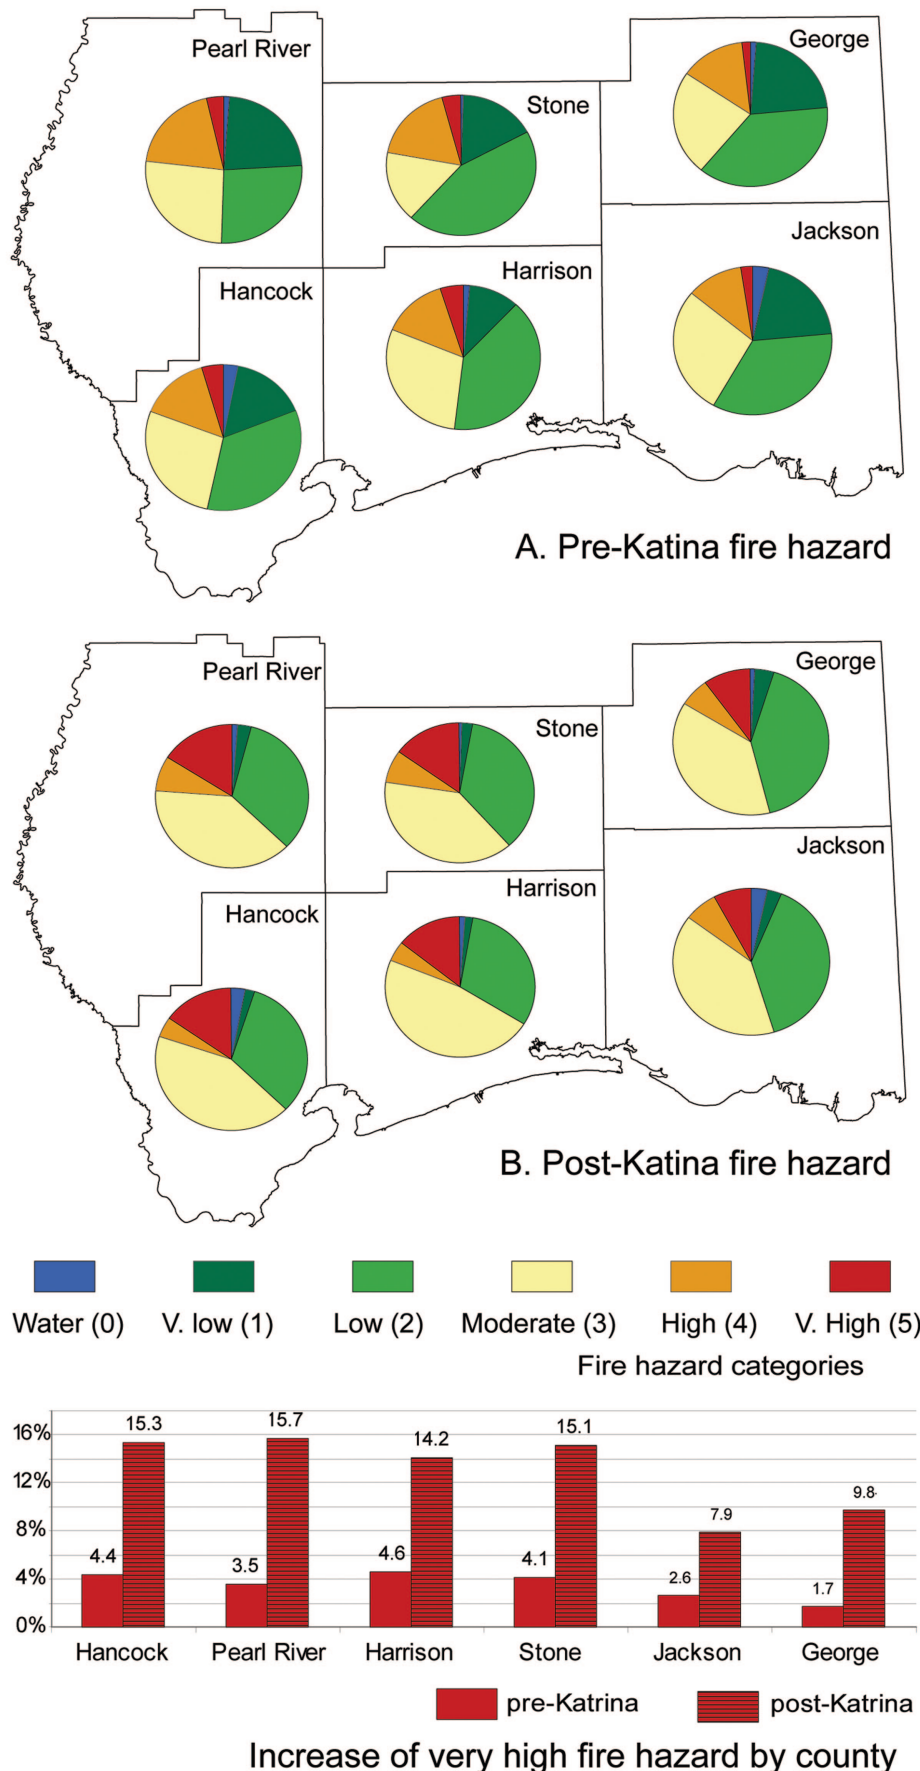 Pearl River
George
Stone
Jackson
Hancock
Harrison
A. Pre-Katina fire hazard
Pearl River
George
Stone
Jackson
Hancock
Harrison
B. Post-Katina fire hazard
Water (0) V. low (1) Low (2) Moderate (3) High (4) V. High (5)
Fire hazard categories
16%
12%
8%
4%
0%
4.4 15.3 3.5 15.7 4.6 14.2 4.1 15.1 2.6 7.9 1.7 9.8
Hancock Pearl River Harrison Stone Jackson George
pre-Katrina post-Katrina
Increase of very high fire hazard by county